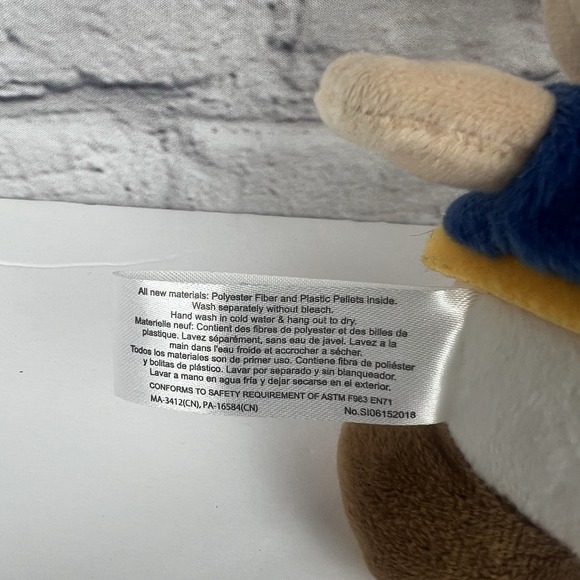 All new materials: Polyester Fiber and Plastic Pellets inside.
Wash separately without bleach.
Hand wash in cold water & hang out to dry.
Materielle neuf: Contient des fibres de polyester et des billes de
plastique. Lavez séparément, sans eau de javel. Lavez a la
main dans l'eau froide et accrocher a sécher.
Todos los materiales son de primer uso. Contiene fibra de poliéster
y bolitas de plástico. Lavar por separado y sin blanqueador.
Lavar a mano en agua fría y dejar secarse en el exterior.
CONFORMS TO SAFETY REQUIREMENT OF ASTM F963 EN71
MA-3412(CN), PA-16584(CN) No.SI06152018